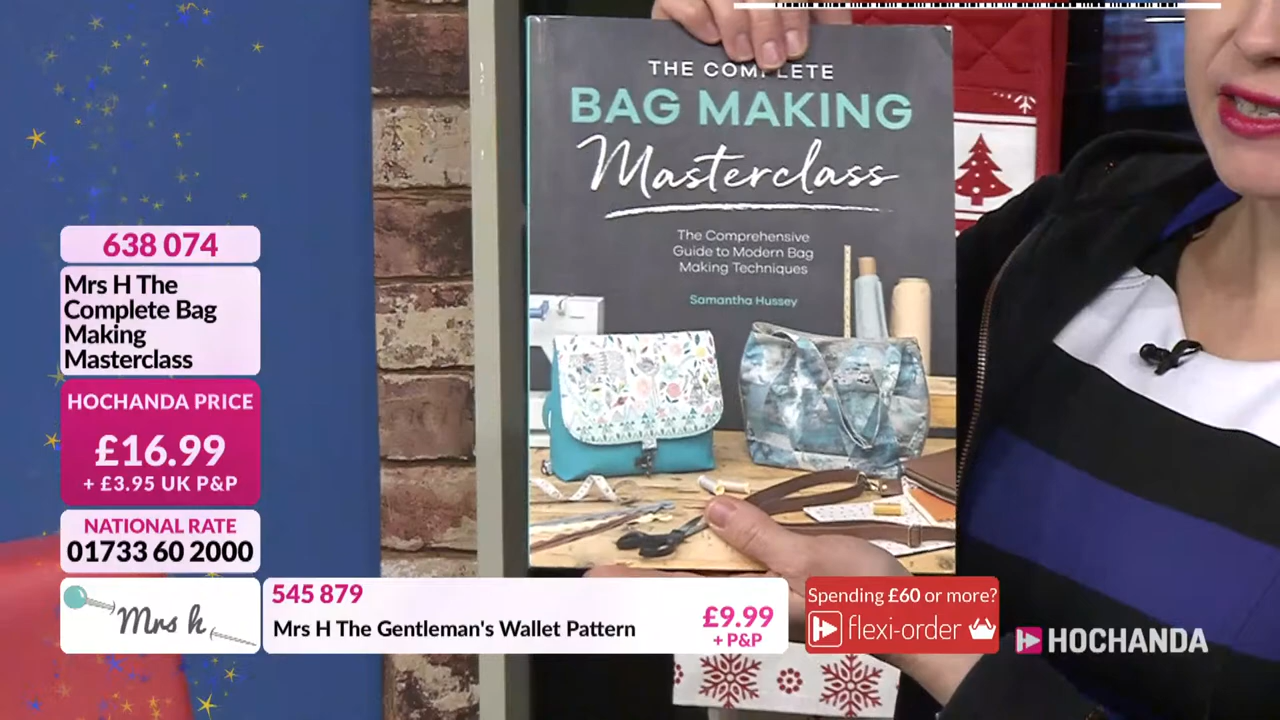 THE COMPLETE
BAG MAKING
Masterclass
The Comprehensive
Guide to Modern Bag
Making Techniques
Samantha Hussey
638 074
Mrs H The
Complete Bag
Making
Masterclass
HOCHANDA PRICE
£16.99
+ £3.95 UK P&P
NATIONAL RATE
01733 60 2000
Mrs h
545 879
Mrs H The Gentleman's Wallet Pattern
£9.99
+ P&P
Spending £60 or more?
flexi-order
HOCHANDA